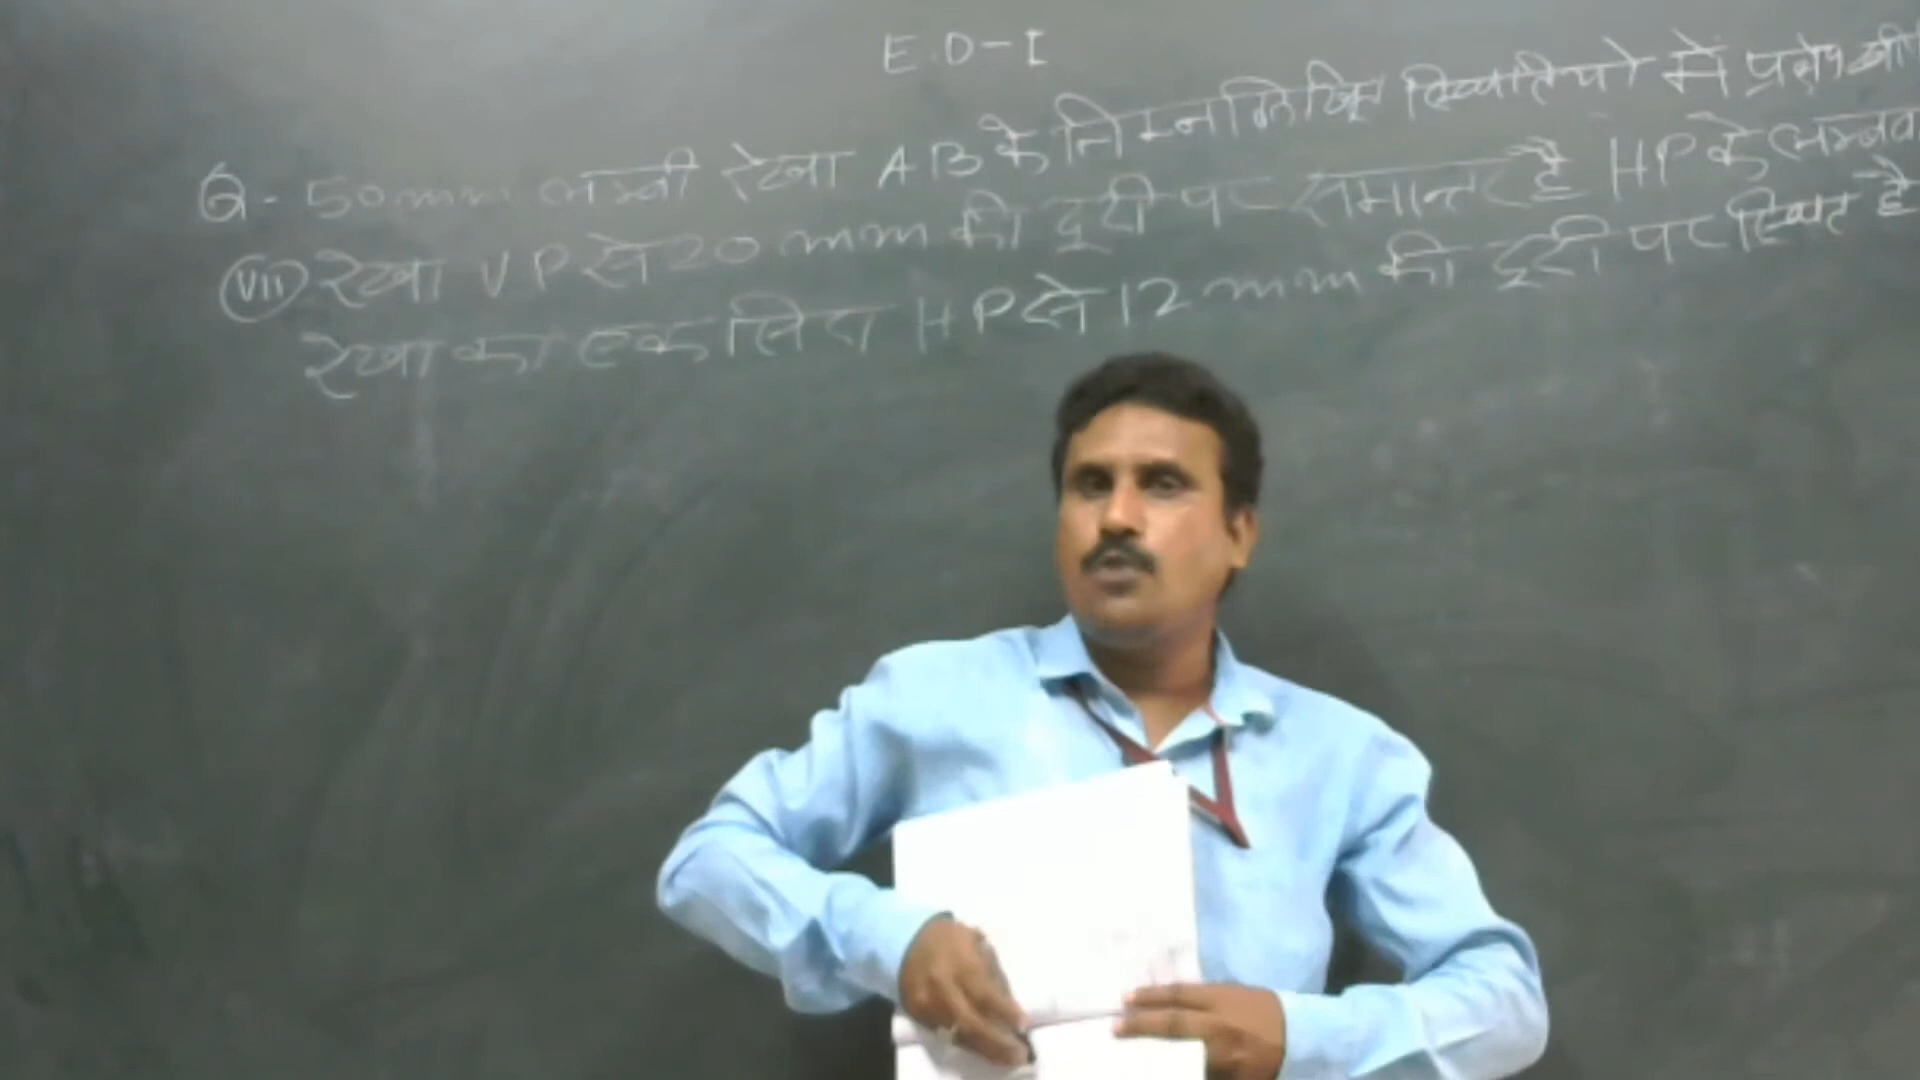 E.D-I
Q- 50mm लम्बी रेखा AB के निम्नलिखित स्थितियो में प्रक्षेप खी
(VII) रेखा VP से 20 mm की दूरी पर समान्तर है HP के लम्बव
रेखा का एक सिरा HP से 12 mm की दूरी पर स्थित है